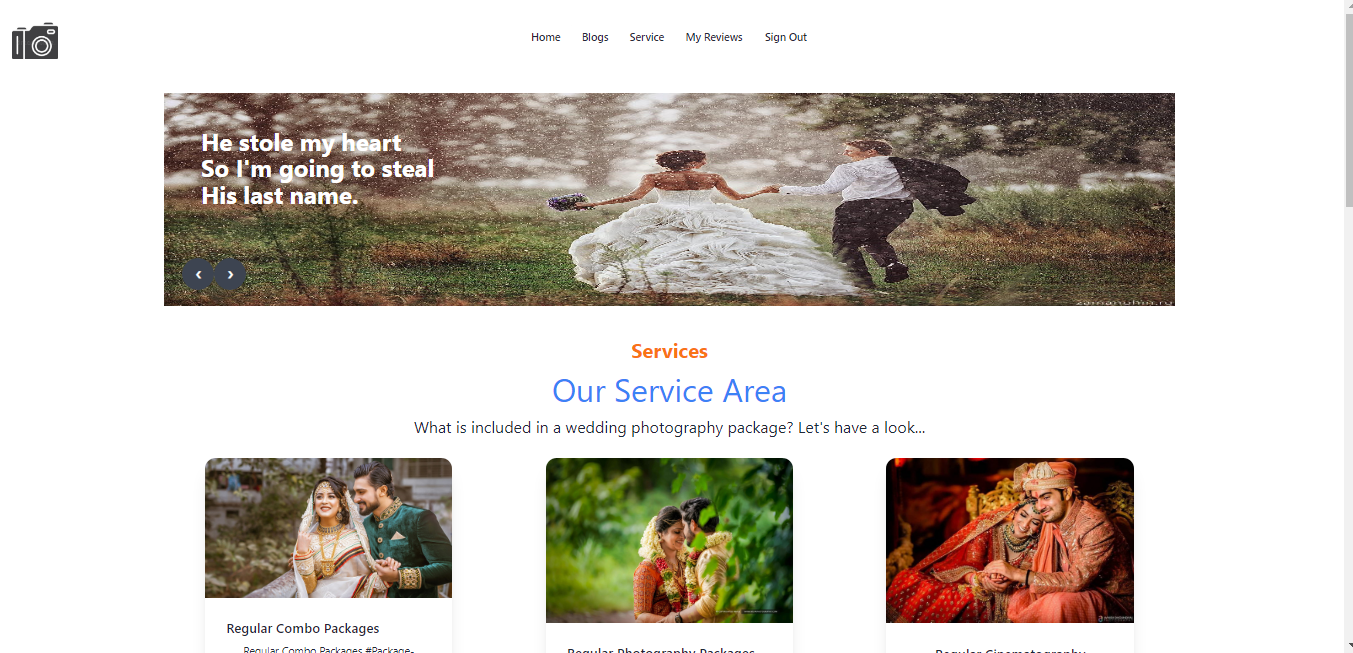 Home Blogs Service My Reviews Sign Out
He stole my heart
So I'm going to steal
His last name.
‹ ›
Services
Our Service Area
What is included in a wedding photography package? Let's have a look...
Regular Combo Packages
Regular Combo Packages #Package-
Regular Photography Packages
Regular Cinematography